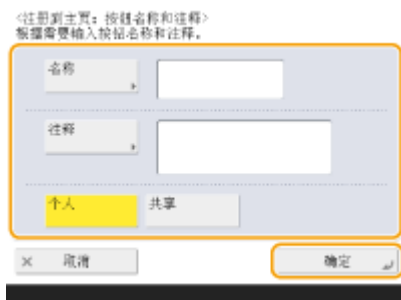 <注册到主页：按钮名称和注释>
根据需要输入按钮名称和注释。
名称
注释
个人 共享
× 取消 确定